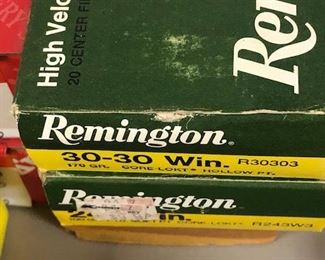 High Velo
20 CENTER FI
Rem
Remington
30-30 Win. R30303
170 GR. CORE-LOKT HOLLOW PT.
Remington
in.
CORE-LOKT R243W3